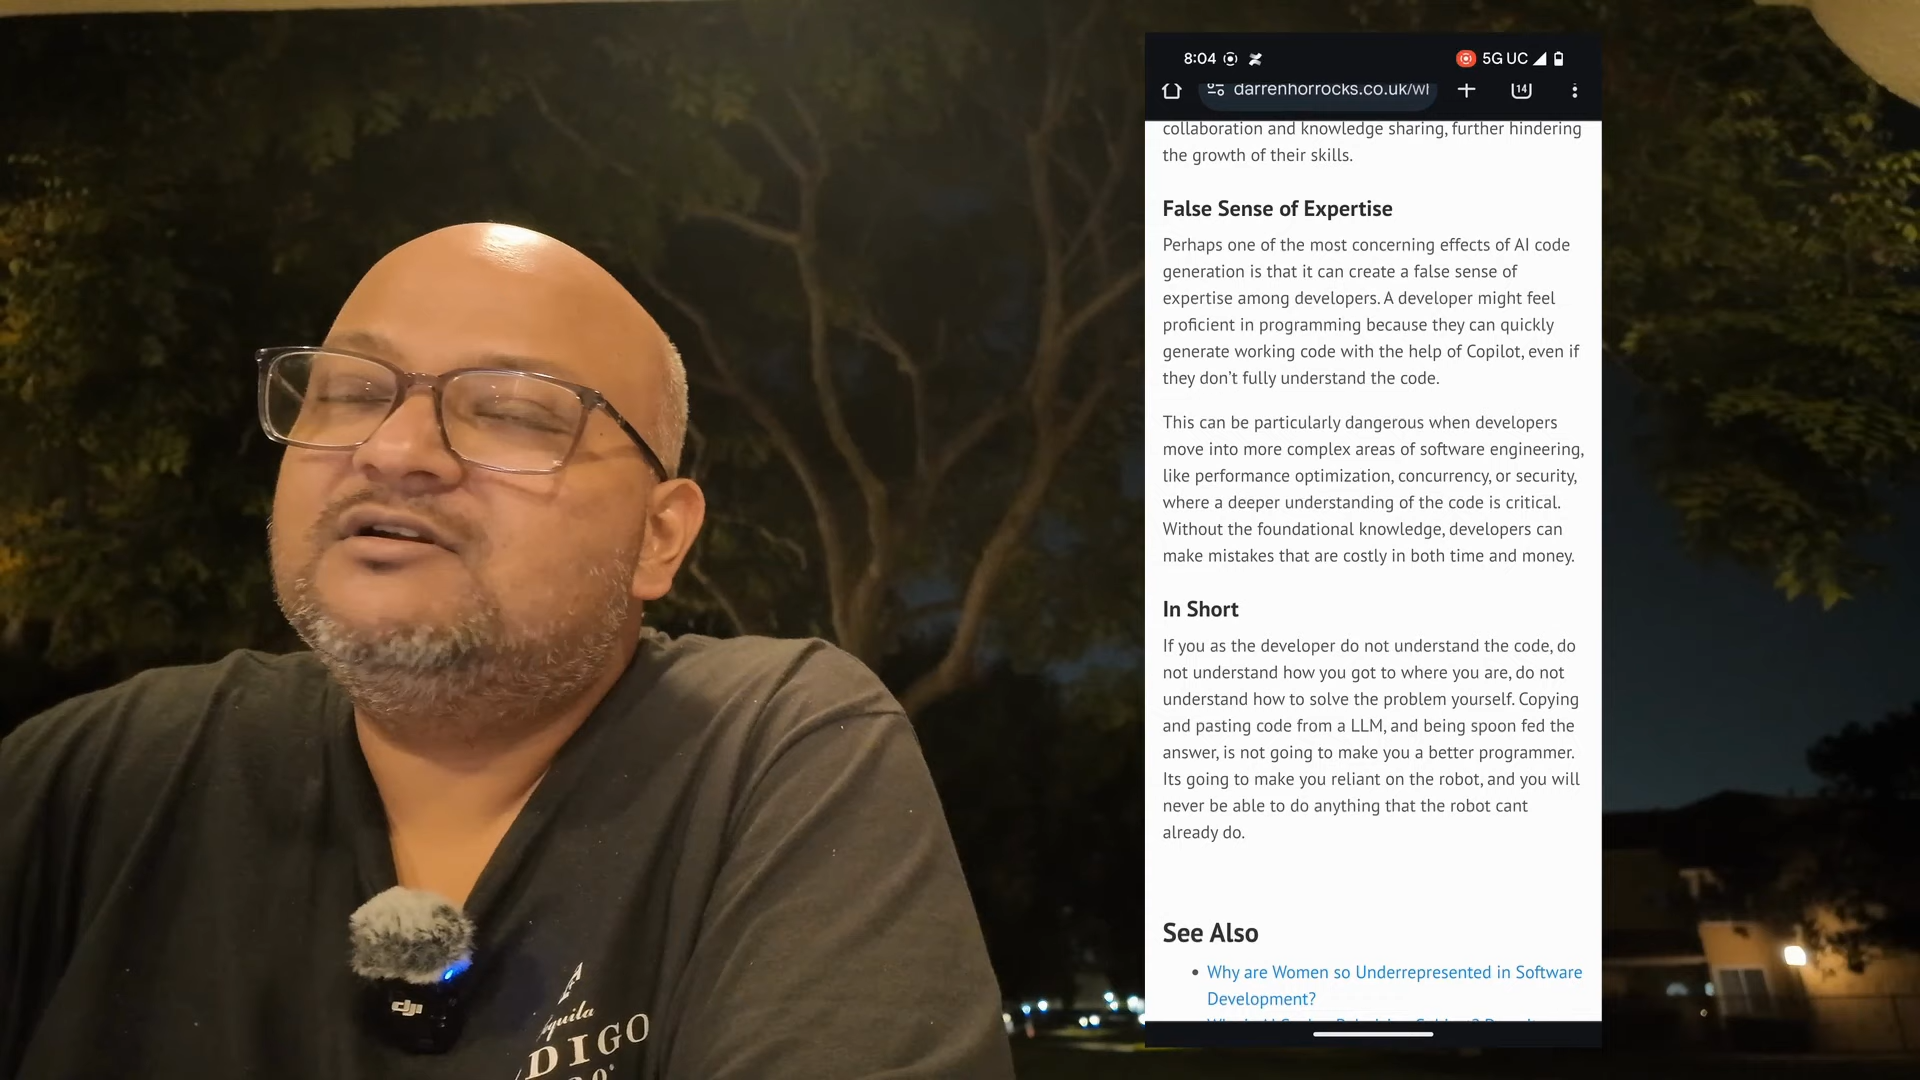 8:04
5G UC
darrenhorrocks.co.uk/wl
14
collaboration and knowledge sharing, further hindering
the growth of their skills.
False Sense of Expertise
Perhaps one of the most concerning effects of AI code
generation is that it can create a false sense of
expertise among developers. A developer might feel
proficient in programming because they can quickly
generate working code with the help of Copilot, even if
they don’t fully understand the code.
This can be particularly dangerous when developers
move into more complex areas of software engineering,
like performance optimization, concurrency, or security,
where a deeper understanding of the code is critical.
Without the foundational knowledge, developers can
make mistakes that are costly in both time and money.
In Short
If you as the developer do not understand the code, do
not understand how you got to where you are, do not
understand how to solve the problem yourself. Copying
and pasting code from a LLM, and being spoon fed the
answer, is not going to make you a better programmer.
Its going to make you reliant on the robot, and you will
never be able to do anything that the robot cant
already do.
See Also
• Why are Women so Underrepresented in Software
Development?
dji
DIGO